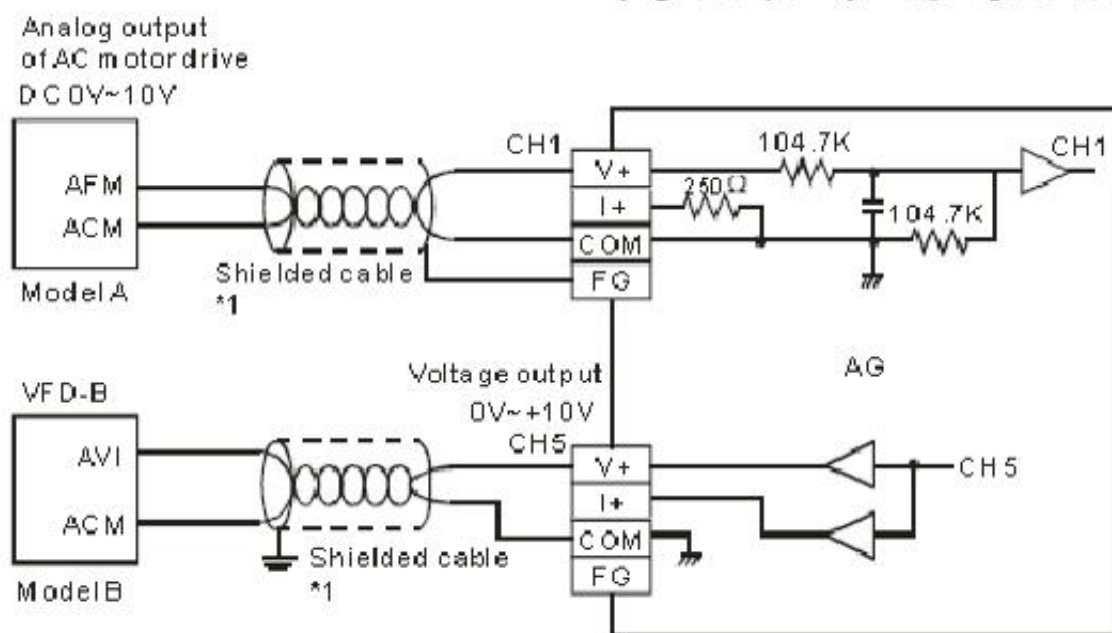 Analog output
of AC motor drive
DC 0V~10V
AFM
ACM
Model A
Shielded cable
*1
CH1
V+
I+
COM
FG
104.7K
250Ω
104.7K
CH1
AG
VFD-B
AVI
ACM
Model B
Shielded cable
*1
Voltage output
0V~+10V
CH5
V+
I+
COM
FG
CH5